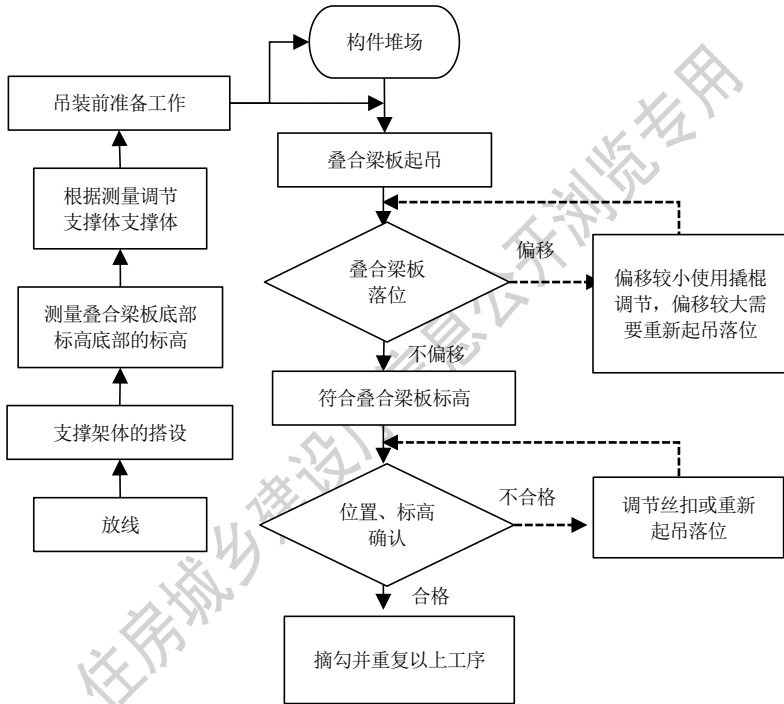 构件堆场
吊装前准备工作
叠合梁板起吊
根据测量调节
支撑体支撑体
偏移
叠合梁板
落位
偏移较小使用撬棍
调节，偏移较大需
要重新起吊落位
测量叠合梁板底部
标高底部的标高
不偏移
符合叠合梁板标高
支撑架体的搭设
不合格
位置、标高
确认
调节丝扣或重新
起吊落位
放线
合格
摘勾并重复以上工序
住房城乡建设厅信息公开浏览专用